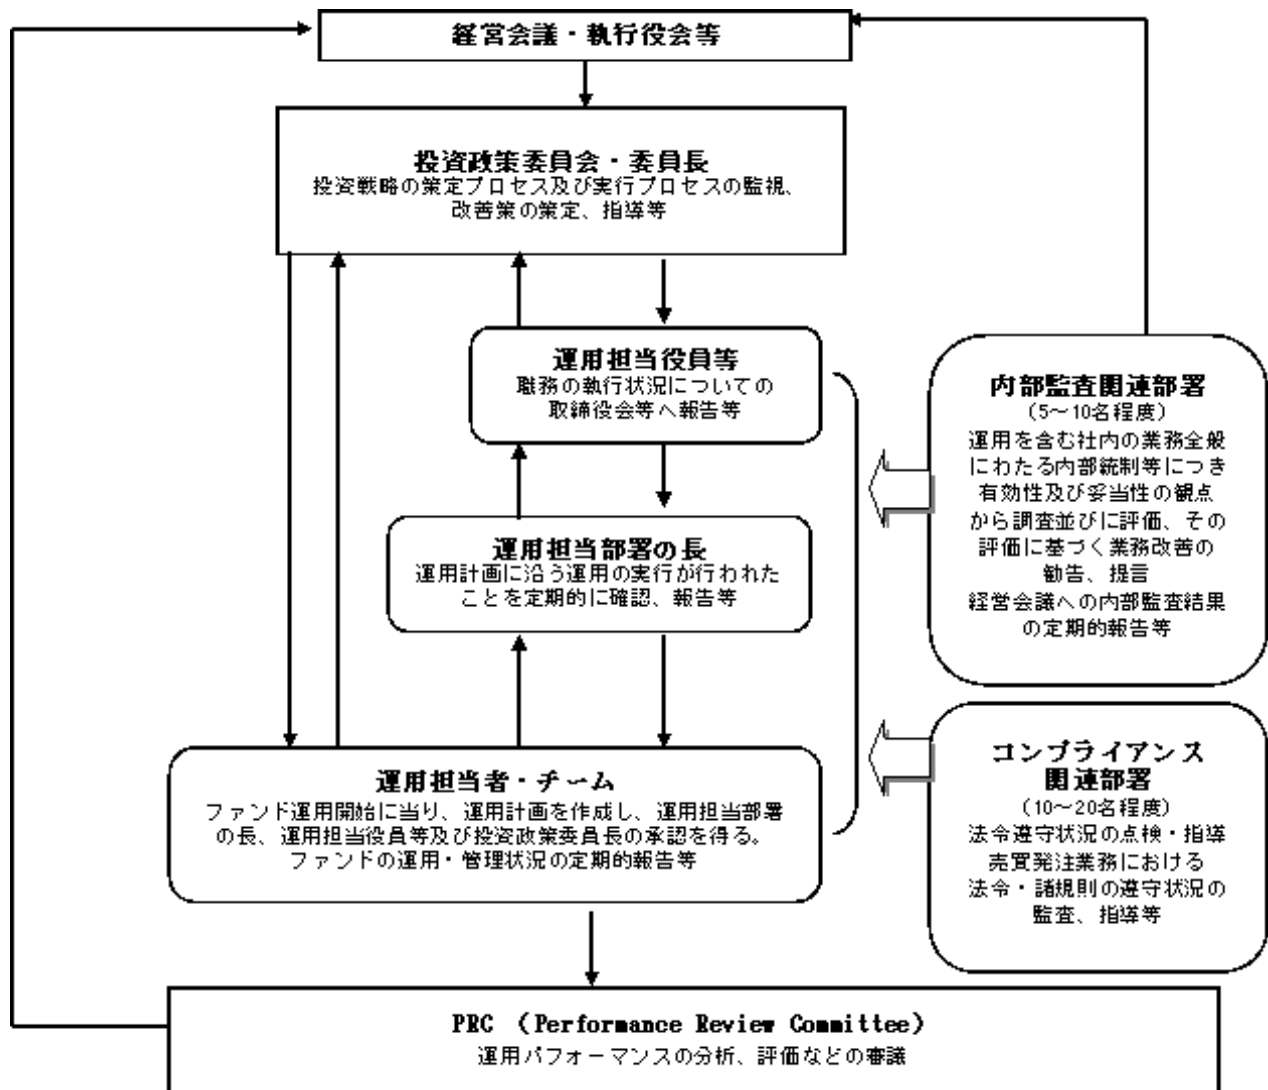 経営会議・執行役会等
投資政策委員会・委員長
投資戦略の策定プロセス及び実行プロセスの監視、
改善策の策定、指導等
運用担当役員等
職務の執行状況についての
取締役会等へ報告等
運用担当部署の長
運用計画に沿う運用の実行が行われた
ことを定期的に確認、報告等
運用担当者・チーム
ファンド運用開始に当り、運用計画を作成し、運用担当部署
の長、運用担当役員等及び投資政策委員長の承認を得る。
ファンドの運用・管理状況の定期的報告等
内部監査関連部署
（5～10名程度）
運用を含む社内の業務全般
にわたる内部統制等につき
有効性及び妥当性の観点
から調査並びに評価、その
評価に基づく業務改善の
勧告、提言
経営会議への内部監査結果
の定期的報告等
コンプライアンス
関連部署
（10～20名程度）
法令遵守状況の点検・指導
売買発注業務における
法令・諸規則の遵守状況の
監査、指導等
PRC （Performance Review Committee）
運用パフォーマンスの分析、評価などの審議